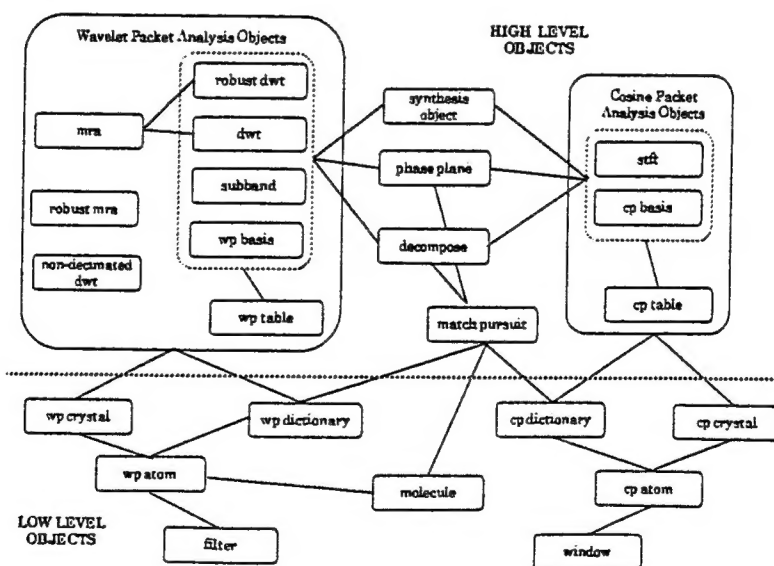 Wavelet Packet Analysis Objects
HIGH LEVEL
OBJECTS
robust dwt
mra
dwt
subband
robust mra
wp basis
non-decimated
dwt
wp table
synthesis
object
phase plane
decompose
match pursuit
Cosine Packet
Analysis Objects
stft
cp basis
cp table
wp crystal
wp dictionary
cp dictionary
cp crystal
wp atom
molecule
cp atom
LOW LEVEL
OBJECTS
filter
window